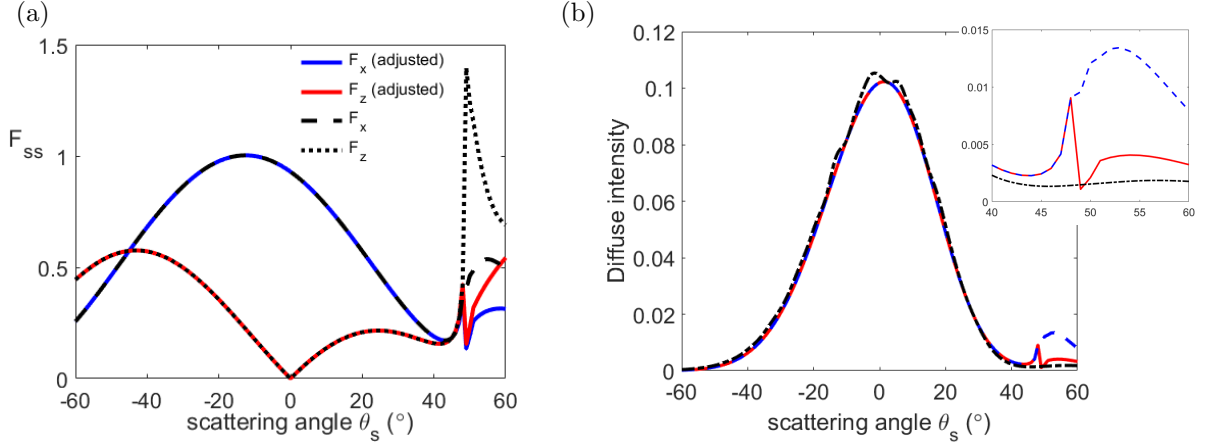 (a)
1.5
1
0.5
0
F_ss
F_x (adjusted)
F_z (adjusted)
F_x
F_z
-60 -40 -20 0 20 40 60
scattering angle θ_s (°)
(b)
0.12
0.1
0.08
0.06
0.04
0.02
0
Diffuse intensity
-60 -40 -20 0 20 40 60
scattering angle θ_s (°)
0.015
0.01
0.005
0
40 45 50 55 60